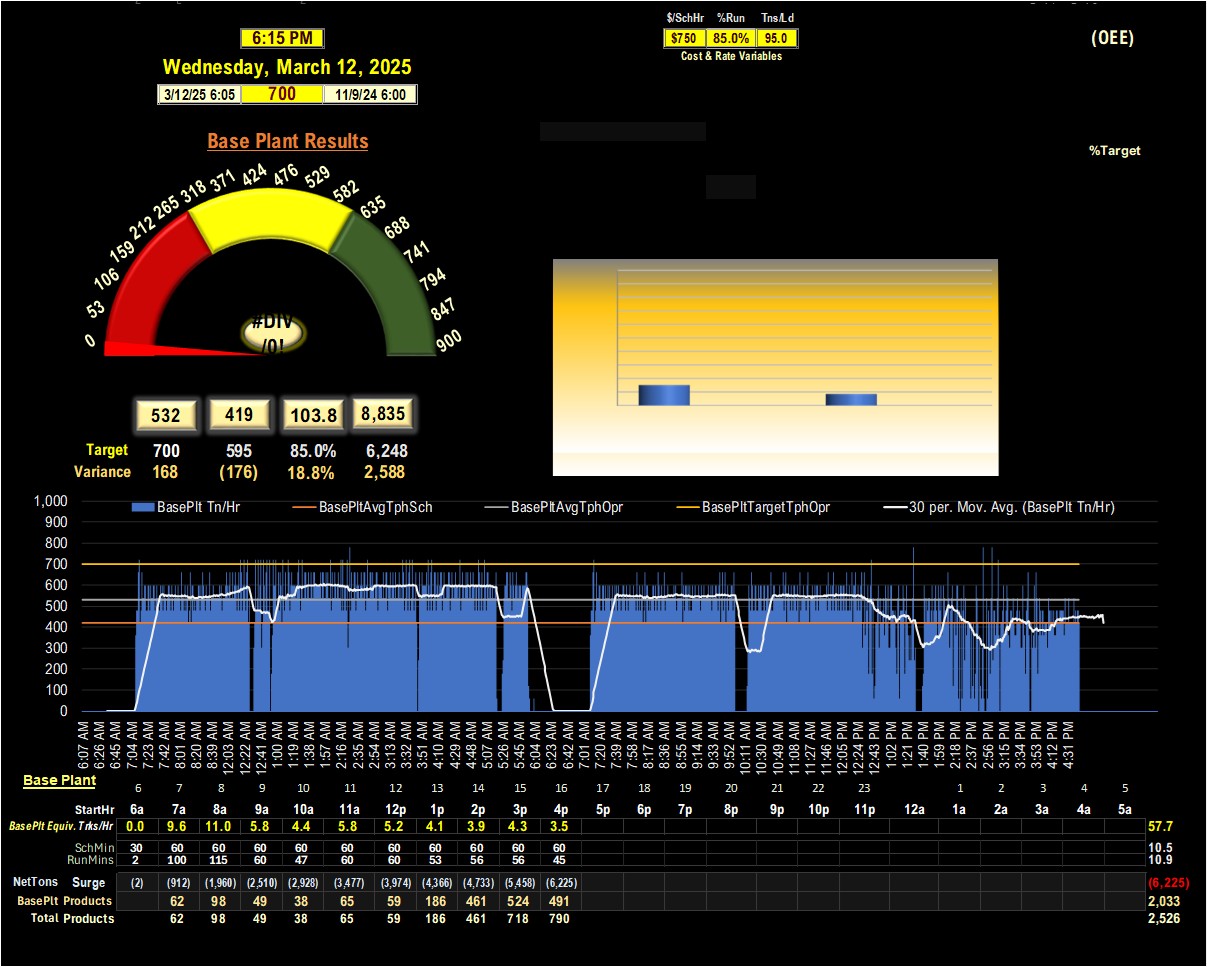 $/SchHr %Run Tns/Ld
6:15 PM
$750 85.0% 95.0
(OEE)
Cost & Rate Variables
Wednesday, March 12, 2025
3/12/25 6:05 700 11/9/24 6:00
Base Plant Results
%Target
0 53 106 159 212 265 318 371 424 476 529 582 635 688 741 794 847 900
#DIV
/0!
532 419 103.8 8,835
Target 700 595 85.0% 6,248
Variance 168 (176) 18.8% 2,588
BasePlt Tn/Hr BasePltAvgTphSch BasePltAvgTphOpr BasePltTargetTphOpr 30 per. Mov. Avg. (BasePlt Tn/Hr)
1,000
900
800
700
600
500
400
300
200
100
0
6:07 AM 6:26 AM 6:45 AM 7:04 AM 7:23 AM 7:42 AM 8:01 AM 8:20 AM 8:39 AM 12:03 AM 12:22 AM 12:41 AM 1:00 AM 1:19 AM 1:38 AM 1:57 AM 2:16 AM 2:35 AM 2:54 AM 3:13 AM 3:32 AM 3:51 AM 4:10 AM 4:29 AM 4:48 AM 5:07 AM 5:26 AM 5:45 AM 6:04 AM 6:23 AM 6:42 AM 7:01 AM 7:20 AM 7:39 AM 7:58 AM 8:17 AM 8:36 AM 8:55 AM 9:14 AM 9:33 AM 9:52 AM 10:11 AM 10:30 AM 10:49 AM 11:08 AM 11:27 AM 11:46 AM 12:05 PM 12:24 PM 12:43 PM 1:02 PM 1:21 PM 1:40 PM 1:59 PM 2:18 PM 2:37 PM 2:56 PM 3:15 PM 3:34 PM 3:53 PM 4:12 PM 4:31 PM
Base Plant
6 7 8 9 10 11 12 13 14 15 16 17 18 19 20 21 22 23 1 2 3 4 5
StartHr 6a 7a 8a 9a 10a 11a 12p 1p 2p 3p 4p 5p 6p 7p 8p 9p 10p 11p 12a 1a 2a 3a 4a 5a
BasePlt Equiv. Trks/Hr 0.0 9.6 11.0 5.8 4.4 5.8 5.2 4.1 3.9 4.3 3.5 57.7
SchMin 30 60 60 60 60 60 60 60 60 60 60 10.5
RunMins 2 100 115 60 47 60 60 53 56 56 45 10.9
NetTons Surge (2) (912) (1,960) (2,510) (2,928) (3,477) (3,974) (4,366) (4,733) (5,458) (6,225) (6,225)
BasePlt Products 62 98 49 38 65 59 186 461 524 491 2,033
Total Products 62 98 49 38 65 59 186 461 718 790 2,526